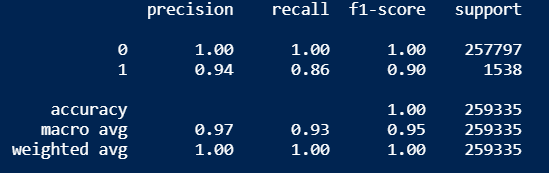 precision recall f1-score support
0 1.00 1.00 1.00 257797
1 0.94 0.86 0.90 1538
accuracy 1.00 259335
macro avg 0.97 0.93 0.95 259335
weighted avg 1.00 1.00 1.00 259335